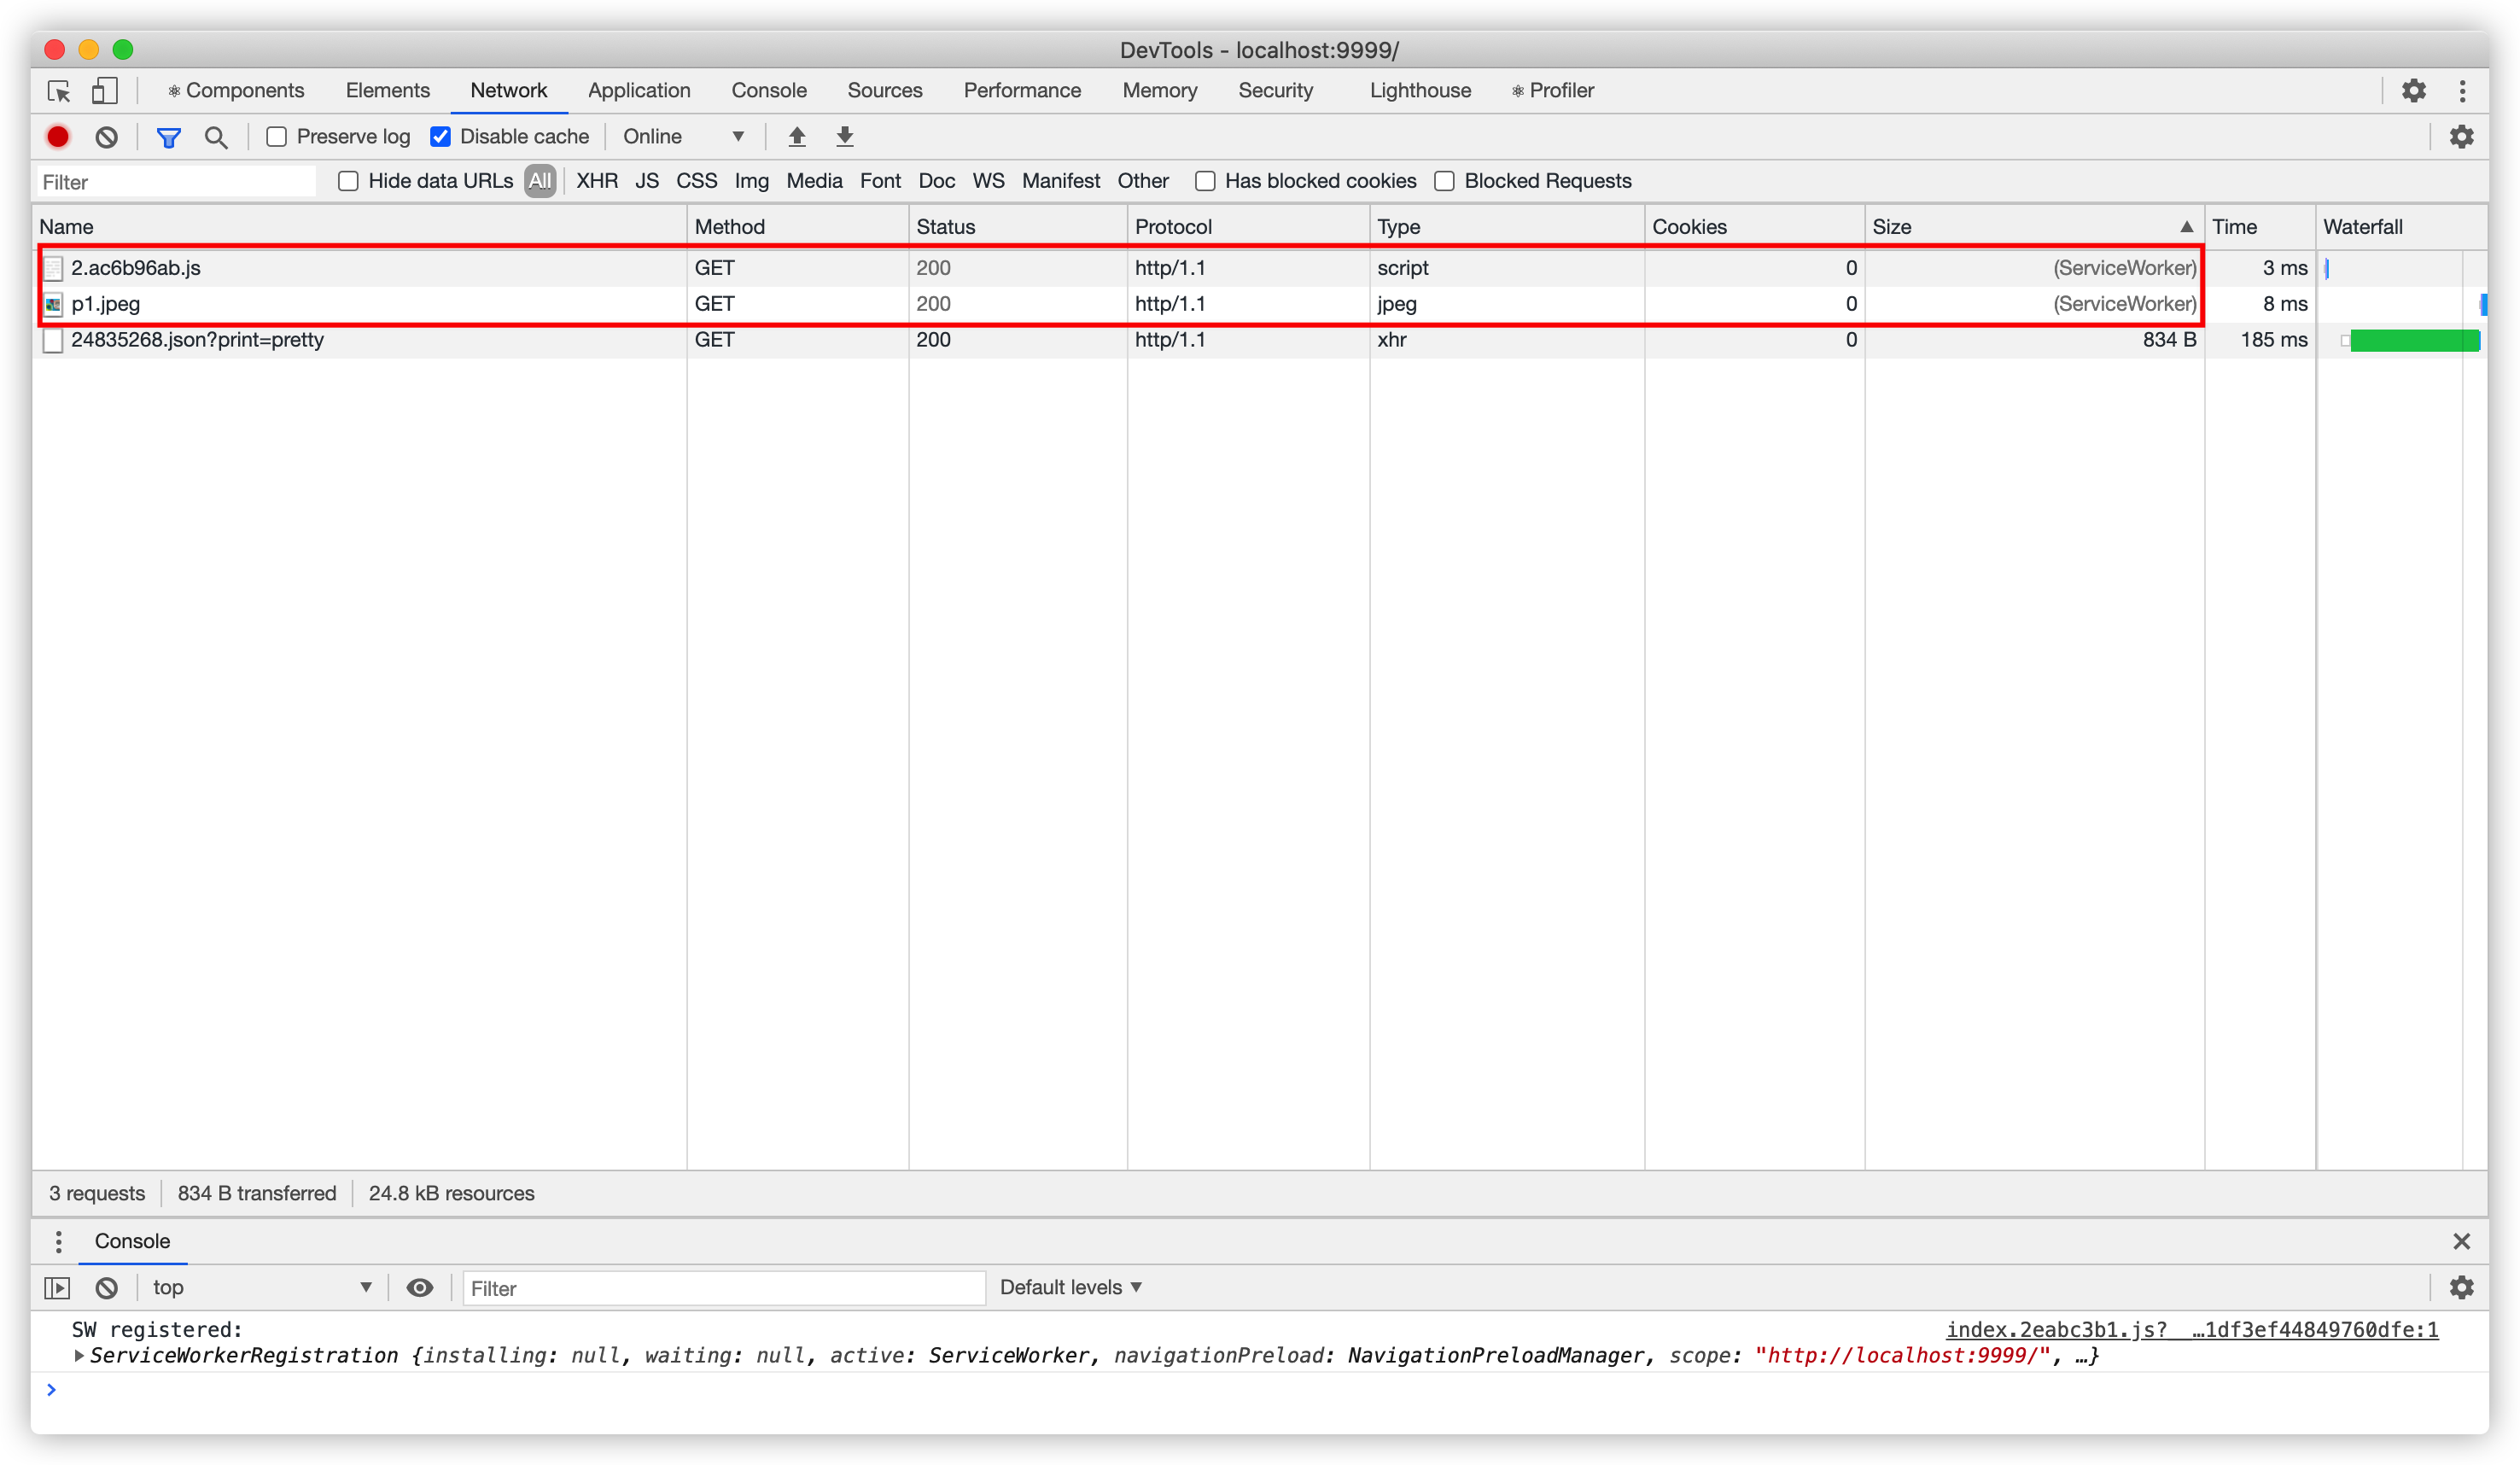 DevTools - localhost:9999/
Components Elements Network Application Console Sources Performance Memory Security Lighthouse Profiler
Preserve log Disable cache Online
Filter Hide data URLs All XHR JS CSS Img Media Font Doc WS Manifest Other Has blocked cookies Blocked Requests
Name Method Status Protocol Type Cookies Size Time Waterfall
2.ac6b96ab.js GET 200 http/1.1 script 0 (ServiceWorker) 3 ms
p1.jpeg GET 200 http/1.1 jpeg 0 (ServiceWorker) 8 ms
24835268.json?print=pretty GET 200 http/1.1 xhr 0 834 B 185 ms
3 requests 834 B transferred 24.8 kB resources
Console
top Filter Default levels
SW registered: index.2eabc3b1.js?__…1df3ef44849760dfe:1
ServiceWorkerRegistration {installing: null, waiting: null, active: ServiceWorker, navigationPreload: NavigationPreloadManager, scope: "http://localhost:9999/", …}